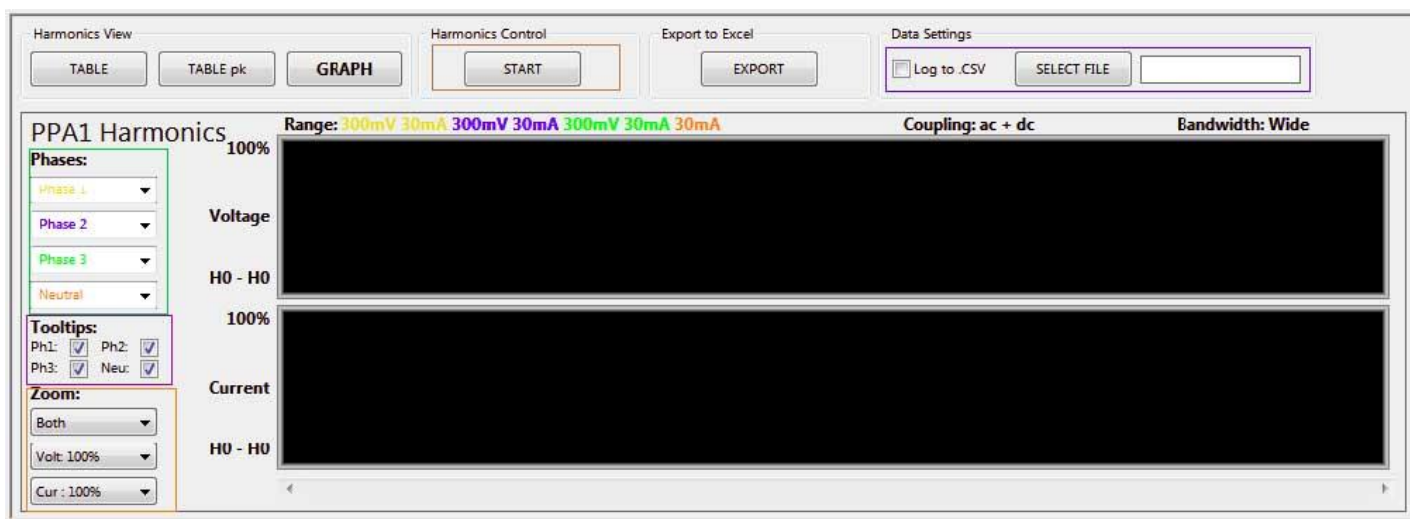 Harmonics View
Harmonics Control
Export to Excel
Data Settings
TABLE
TABLE pk
GRAPH
START
EXPORT
Log to .CSV
SELECT FILE
PPA1 Harmonics
Range: 300mV 30mA 300mV 30mA 300mV 30mA 30mA
Coupling: ac + dc
Bandwidth: Wide
100%
Phases:
Phase 1
Phase 2
Voltage
Phase 3
H0 - H0
Neutral
100%
Tooltips:
Ph1: Ph2:
Ph3: Neu:
Zoom:
Current
Both
Volt: 100%
H0 - H0
Cur : 100%